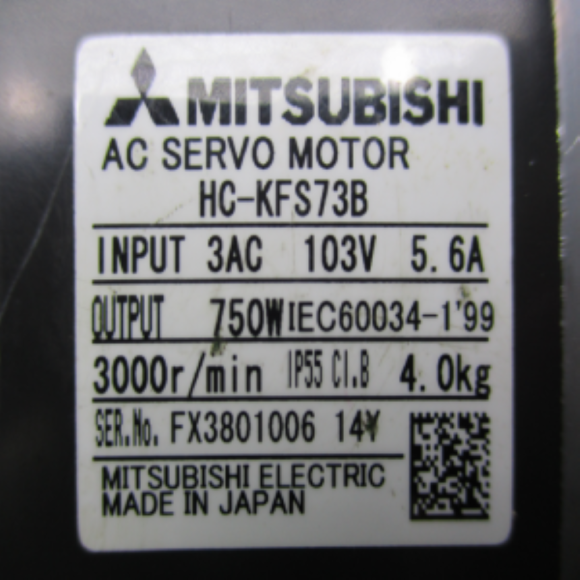 MITSUBISHI
AC SERVO MOTOR
HC-KFS73B
INPUT 3AC 103V 5.6A
OUTPUT 750W IEC60034-1'99
3000r/min IP55 Cl.B 4.0kg
SER.No. FX3801006 14Y
MITSUBISHI ELECTRIC
MADE IN JAPAN